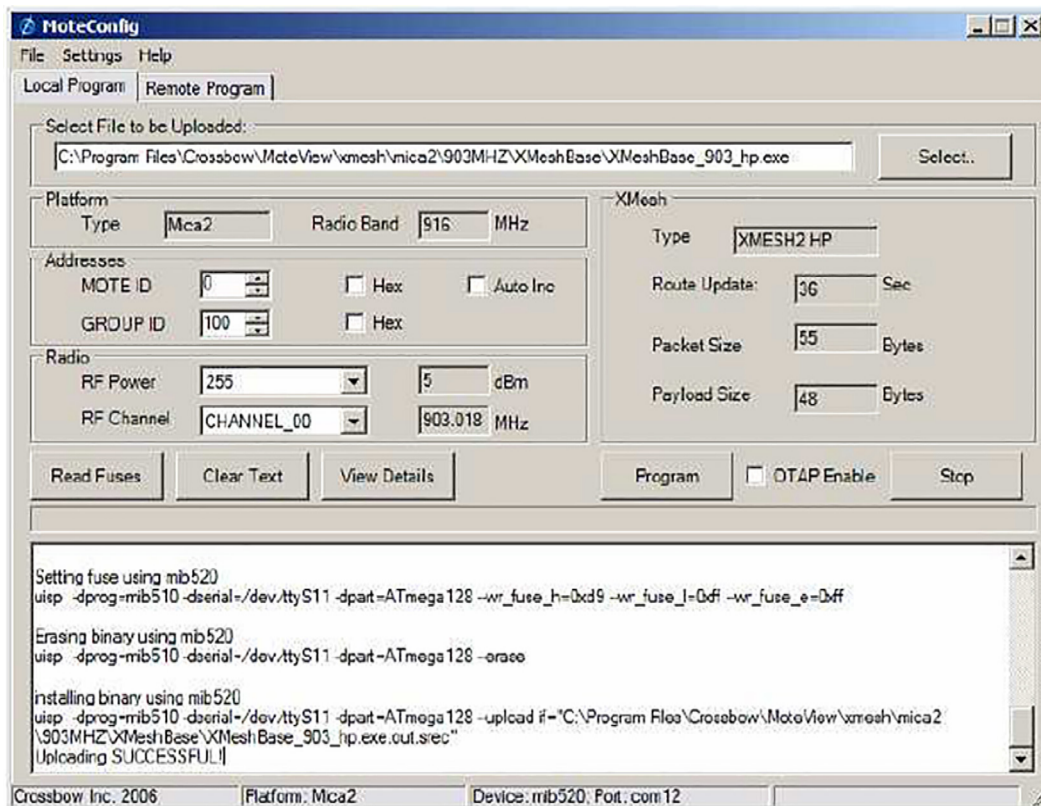 MoteConfig
File Settings Help
Local Program Remote Program
Select File to be Uploaded:
C:\Program Files\Crossbow\MoteView\xmesh\mica2\903MHZ\XMeshBase\XMeshBase_903_hp.exe Select..
Platform
Type Mica2 Radio Band 916 MHz
Addresses
MOTE ID 0 Hex Auto Inc
GROUP ID 100 Hex
Radio
RF Power 255 5 dBm
RF Channel CHANNEL_00 903.018 MHz
XMesh
Type XMESH2 HP
Route Update: 36 Sec
Packet Size 55 Bytes
Payload Size 48 Bytes
Read Fuses Clear Text View Details Program OTAP Enable Stop
Setting fuse using mib520
uisp -dprog=mib510 -dserial=/dev/ttyS11 -dpart=ATmega128 --wr_fuse_h=0xd9 --wr_fuse_l=0xff --wr_fuse_e=0xff
Erasing binary using mib520
uisp -dprog=mib510 -dserial=/dev/ttyS11 -dpart=ATmega128 --erase
installing binary using mib520
uisp -dprog=mib510 -dserial=/dev/ttyS11 -dpart=ATmega128 --upload if="C:\Program Files\Crossbow\MoteView\xmesh\mica2
\903MHZ\XMeshBase\XMeshBase_903_hp.exe.out.srec"
Uploading SUCCESSFUL!
Crossbow Inc. 2006 Platform: Mica2 Device: mib520; Port: com12